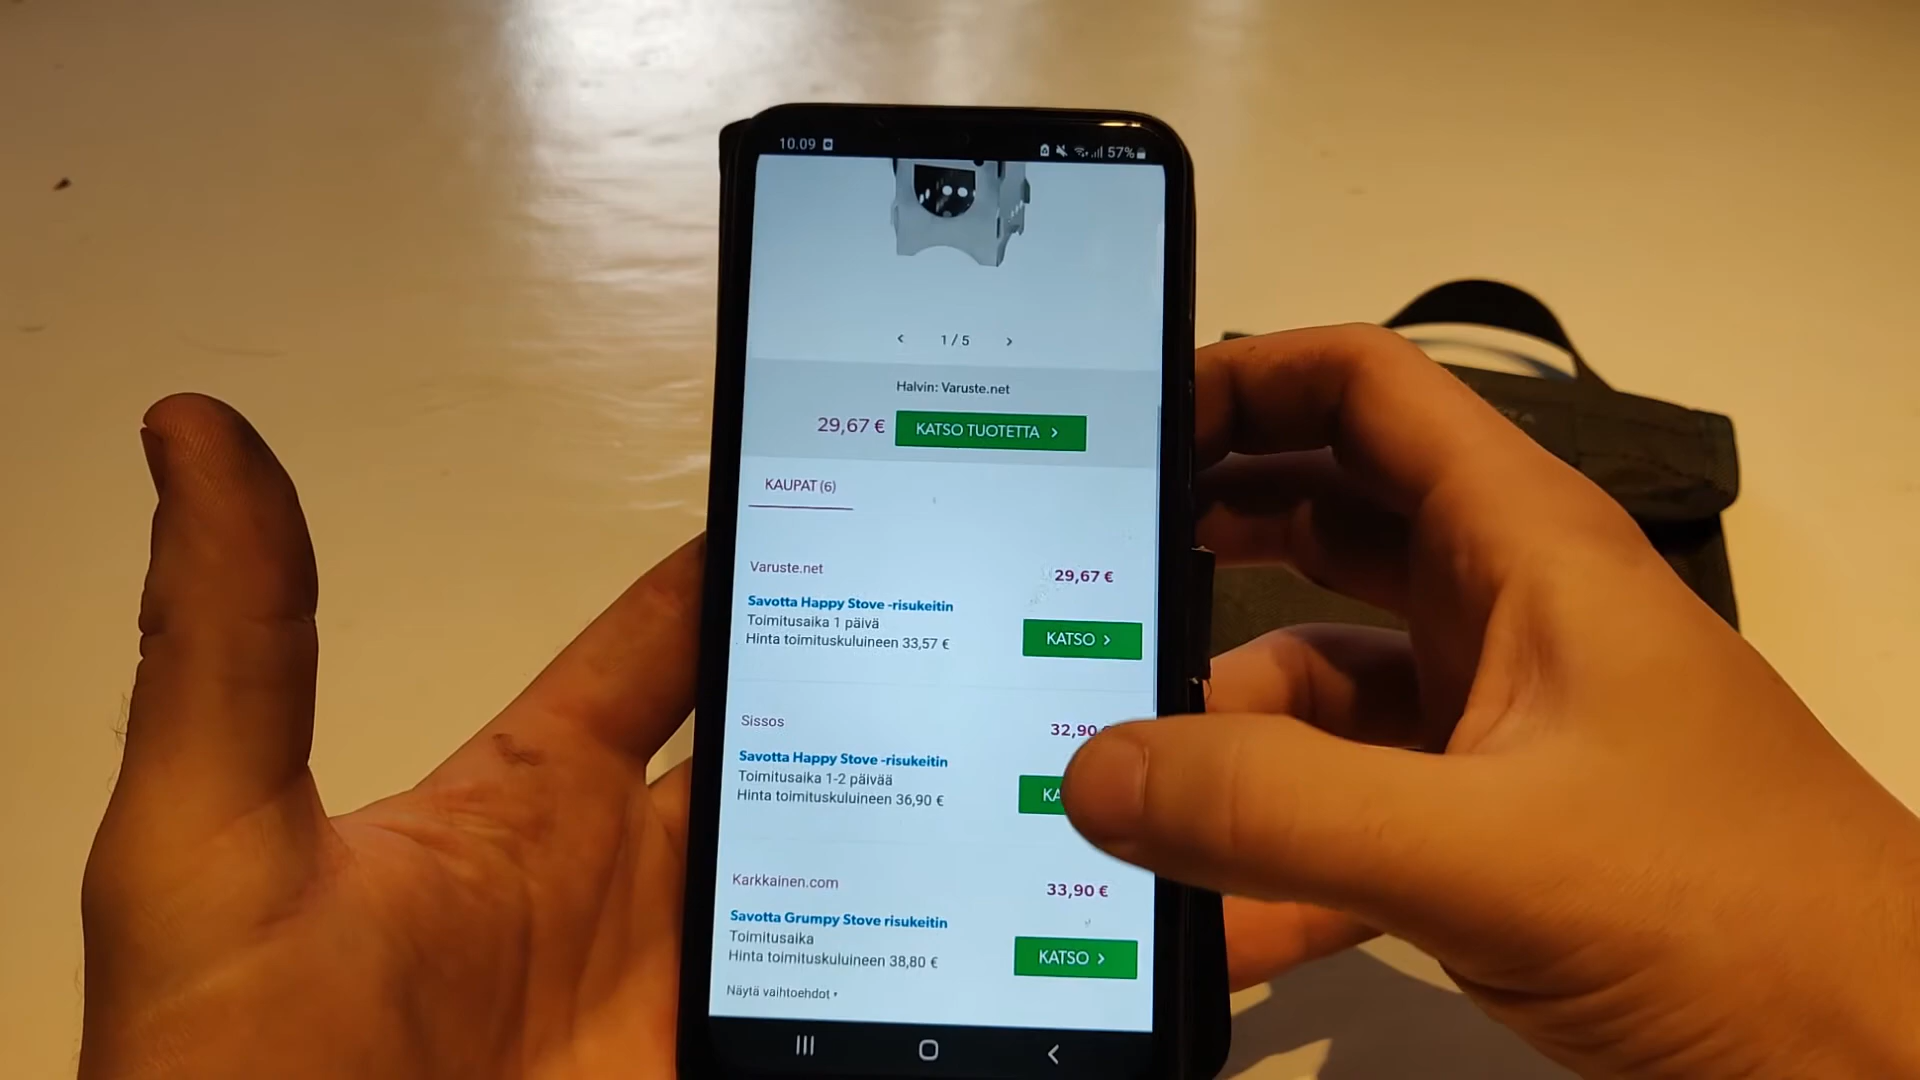 10.09
57%
1 / 5
Halvin: Varuste.net
29,67 €
KATSO TUOTETTA
KAUPAT (6)
Varuste.net
29,67 €
Savotta Happy Stove -risukeitin
Toimitusaika 1 päivä
Hinta toimituskuluineen 33,57 €
KATSO
Sissos
32,90
Savotta Happy Stove -risukeitin
Toimitusaika 1-2 päivää
Hinta toimituskuluineen 36,90 €
KA
Karkkainen.com
33,90 €
Savotta Grumpy Stove risukeitin
Toimitusaika
Hinta toimituskuluineen 38,80 €
KATSO
Näytä vaihtoehdot